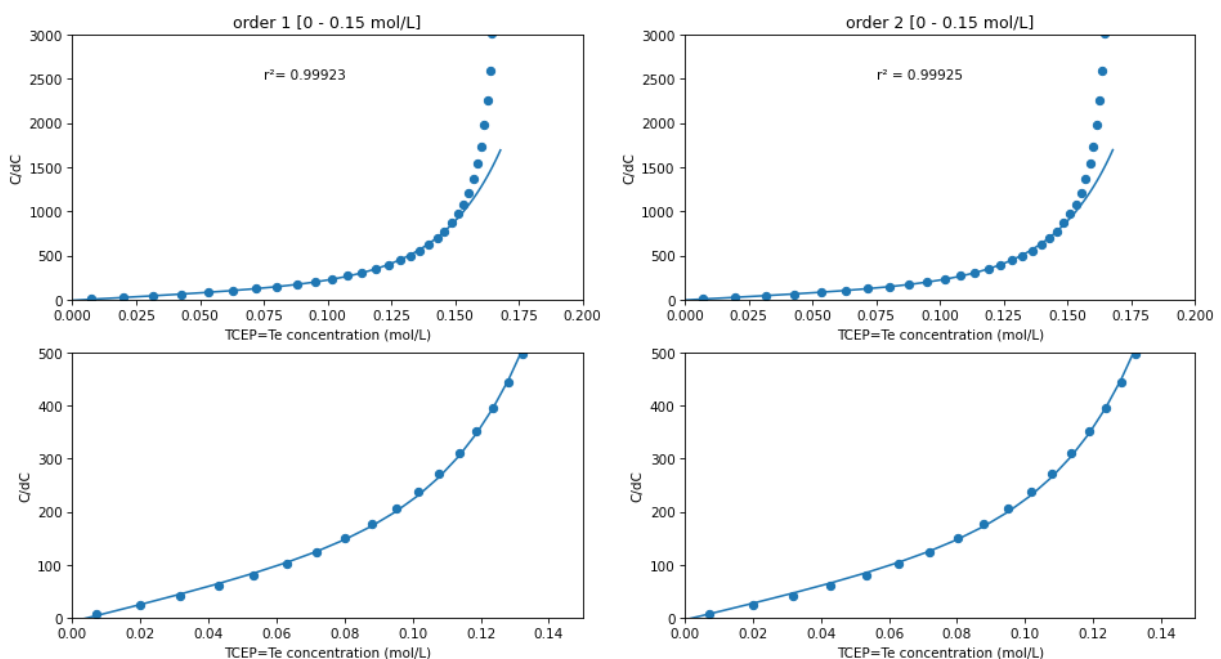 order 1 [0 - 0.15 mol/L]
3000
2500
2000
1500
1000
500
0
C/dC
r²= 0.99923
0.000 0.025 0.050 0.075 0.100 0.125 0.150 0.175 0.200
TCEP=Te concentration (mol/L)
order 2 [0 - 0.15 mol/L]
3000
2500
2000
1500
1000
500
0
C/dC
r² = 0.99925
0.000 0.025 0.050 0.075 0.100 0.125 0.150 0.175 0.200
TCEP=Te concentration (mol/L)
500
400
300
200
100
0
C/dC
0.00 0.02 0.04 0.06 0.08 0.10 0.12 0.14
TCEP=Te concentration (mol/L)
500
400
300
200
100
0
C/dC
0.00 0.02 0.04 0.06 0.08 0.10 0.12 0.14
TCEP=Te concentration (mol/L)